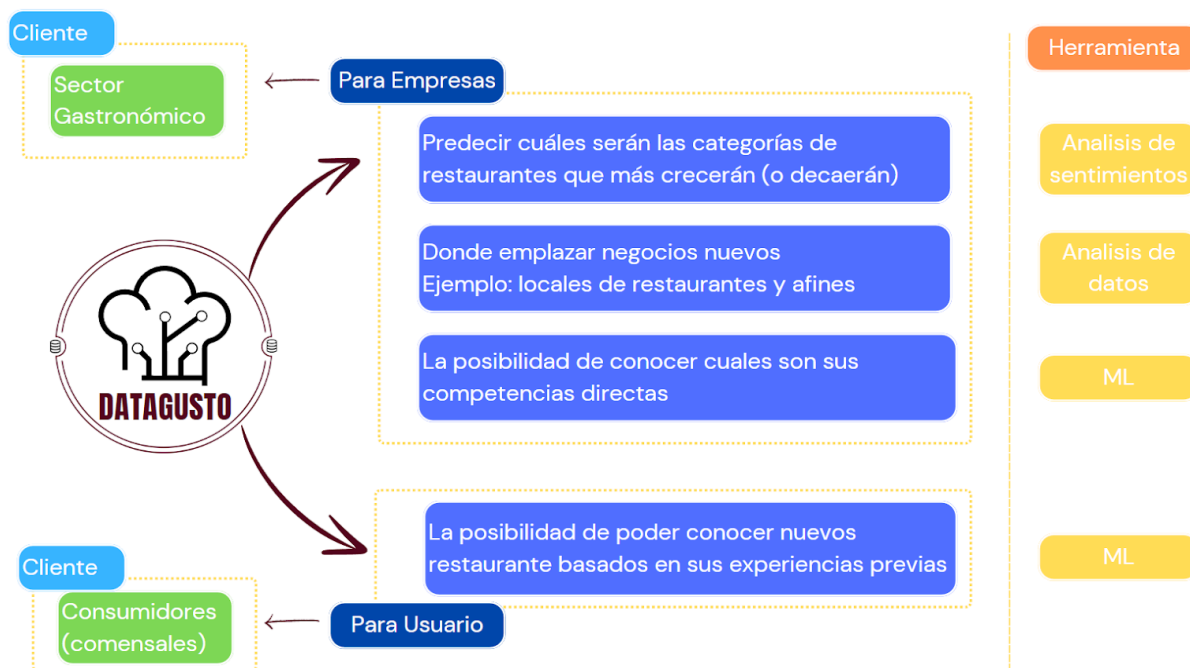 Cliente
Sector
Gastronómico
Para Empresas
Predecir cuáles serán las categorías de
restaurantes que más crecerán (o decaerán)
Donde emplazar negocios nuevos
Ejemplo: locales de restaurantes y afines
La posibilidad de conocer cuales son sus
competencias directas
Herramienta
Analisis de
sentimientos
Analisis de
datos
ML
DATAGUSTO
La posibilidad de poder conocer nuevos
restaurante basados en sus experiencias previas
ML
Cliente
Consumidores
(comensales)
Para Usuario